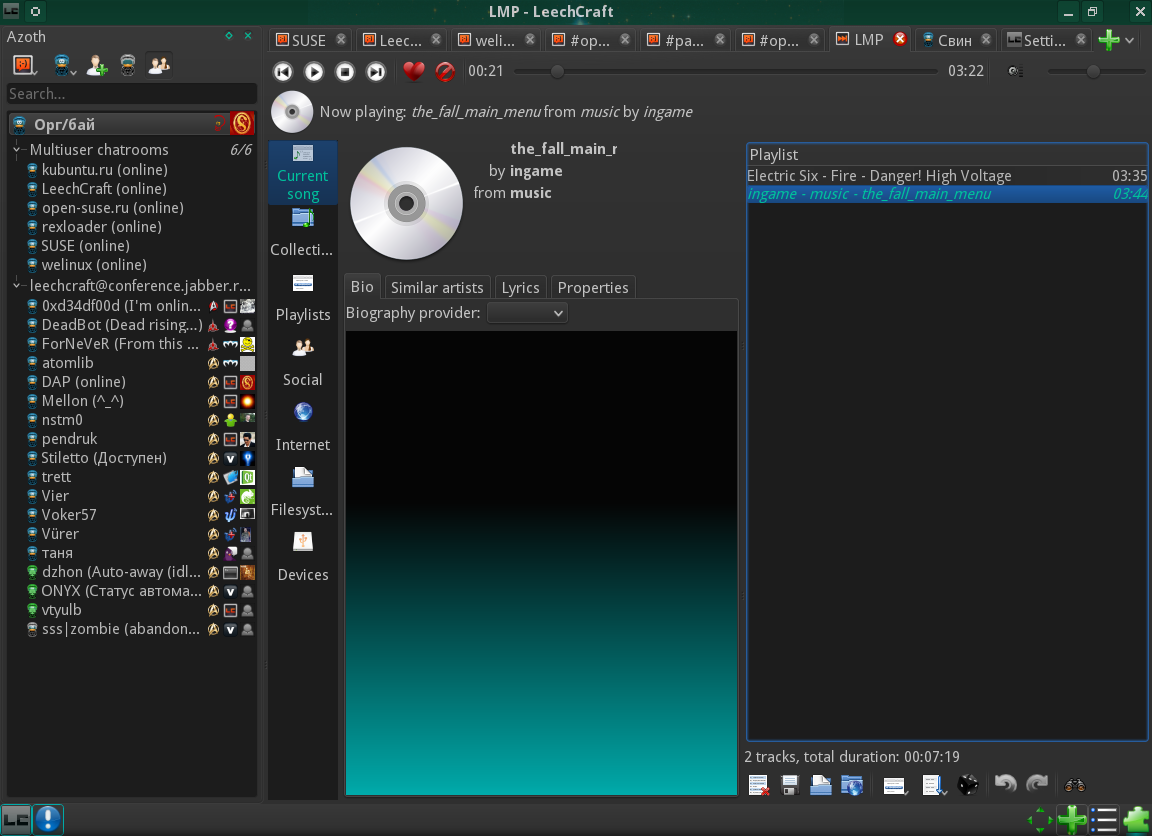 LMP - LeechCraft
Azoth
Search...
Орг/бай
Multiuser chatrooms 6/6
kubuntu.ru (online)
LeechCraft (online)
open-suse.ru (online)
rexloader (online)
SUSE (online)
welinux (online)
leechcraft@conference.jabber.r...
0xd34df00d (I'm onlin...
DeadBot (Dead rising...)
ForNeVeR (From this ...
atomlib
DAP (online)
Mellon (^_^)
nstm0
pendruk
Stiletto (Доступен)
trett
Vier
Voker57
Vürer
таня
dzhon (Auto-away (idl...
ONYX (Статус автома...
vtyulb
sss|zombie (abandon...
SUSE Leec... weli... #op... #pa... #op... LMP Свин Setti...
00:21 03:22
Now playing: the_fall_main_menu from music by ingame
Current song
Collecti...
Playlists
Social
Internet
Filesyst...
Devices
the_fall_main_r
by ingame
from music
Bio Similar artists Lyrics Properties
Biography provider:
Playlist
Electric Six - Fire - Danger! High Voltage 03:35
ingame - music - the_fall_main_menu 03:44
2 tracks, total duration: 00:07:19
LC